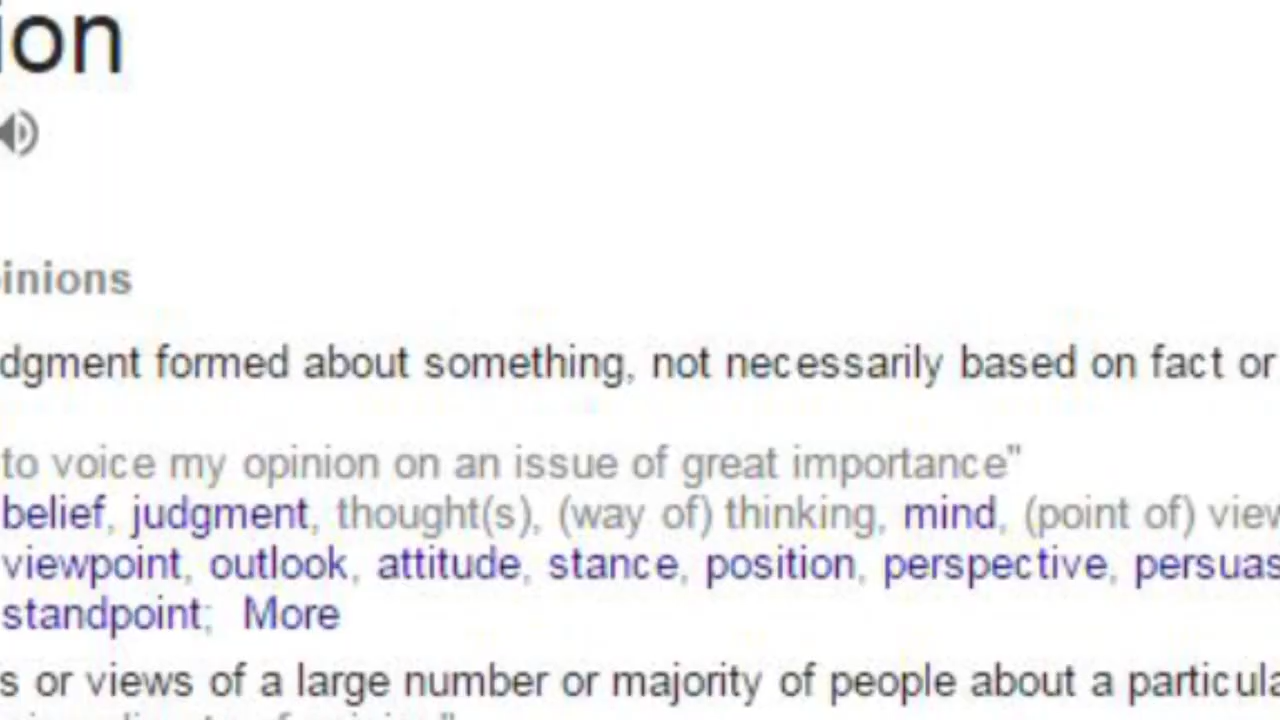 ion
inions
dgment formed about something, not necessarily based on fact or
to voice my opinion on an issue of great importance"
belief, judgment, thought(s), (way of) thinking, mind, (point of) view
viewpoint, outlook, attitude, stance, position, perspective, persuas
standpoint; More
s or views of a large number or majority of people about a particula